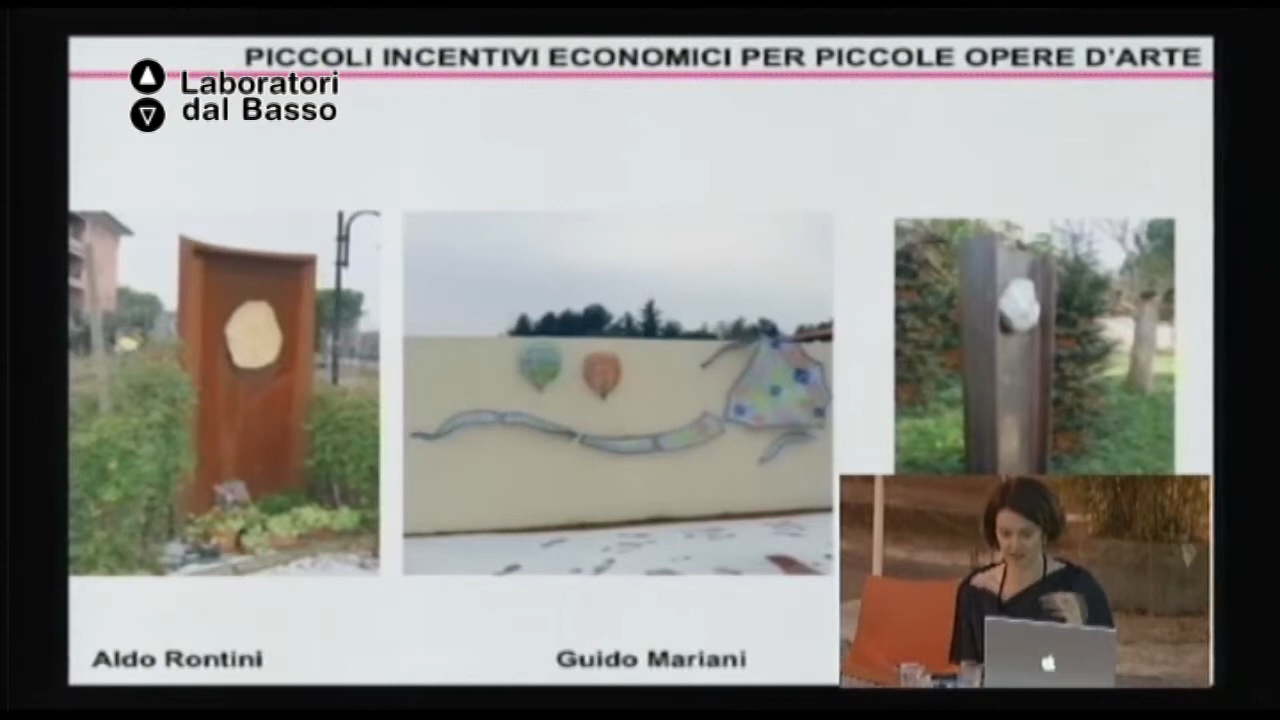 PICCOLI INCENTIVI ECONOMICI PER PICCOLE OPERE D'ARTE
Laboratori
dal Basso
Aldo Rontini
Guido Mariani